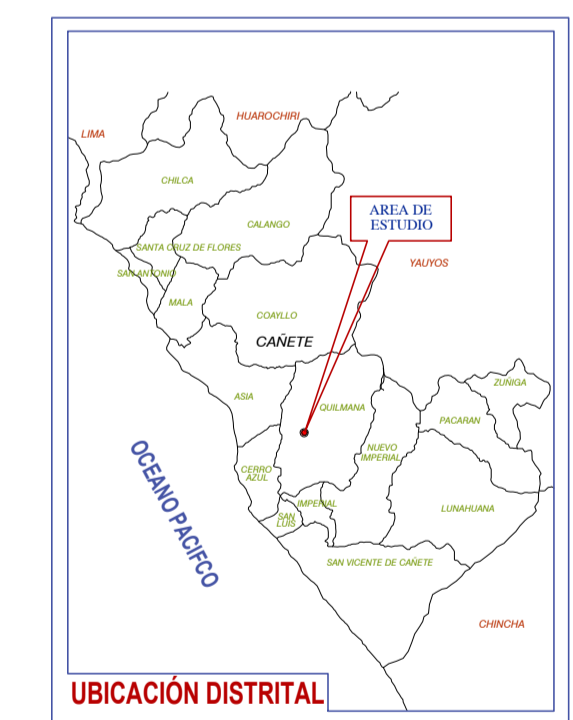 HUAROCHIRI
LIMA
CHILCA
AREA DE
ESTUDIO
CALANGO
SANTA CRUZ DE FLORES
YAUYOS
SAN ANTONIO
MALA
COAYLLO
CAÑETE
ZUÑIGA
ASIA
QUILMANA
PACARAN
NUEVO
IMPERIAL
OCEANO PACIFCO
CERRO
AZUL
IMPERIAL
LUNAHUANA
SAN
LUIS
SAN VICENTE DE CAÑETE
CHINCHA
UBICACIÓN DISTRITAL